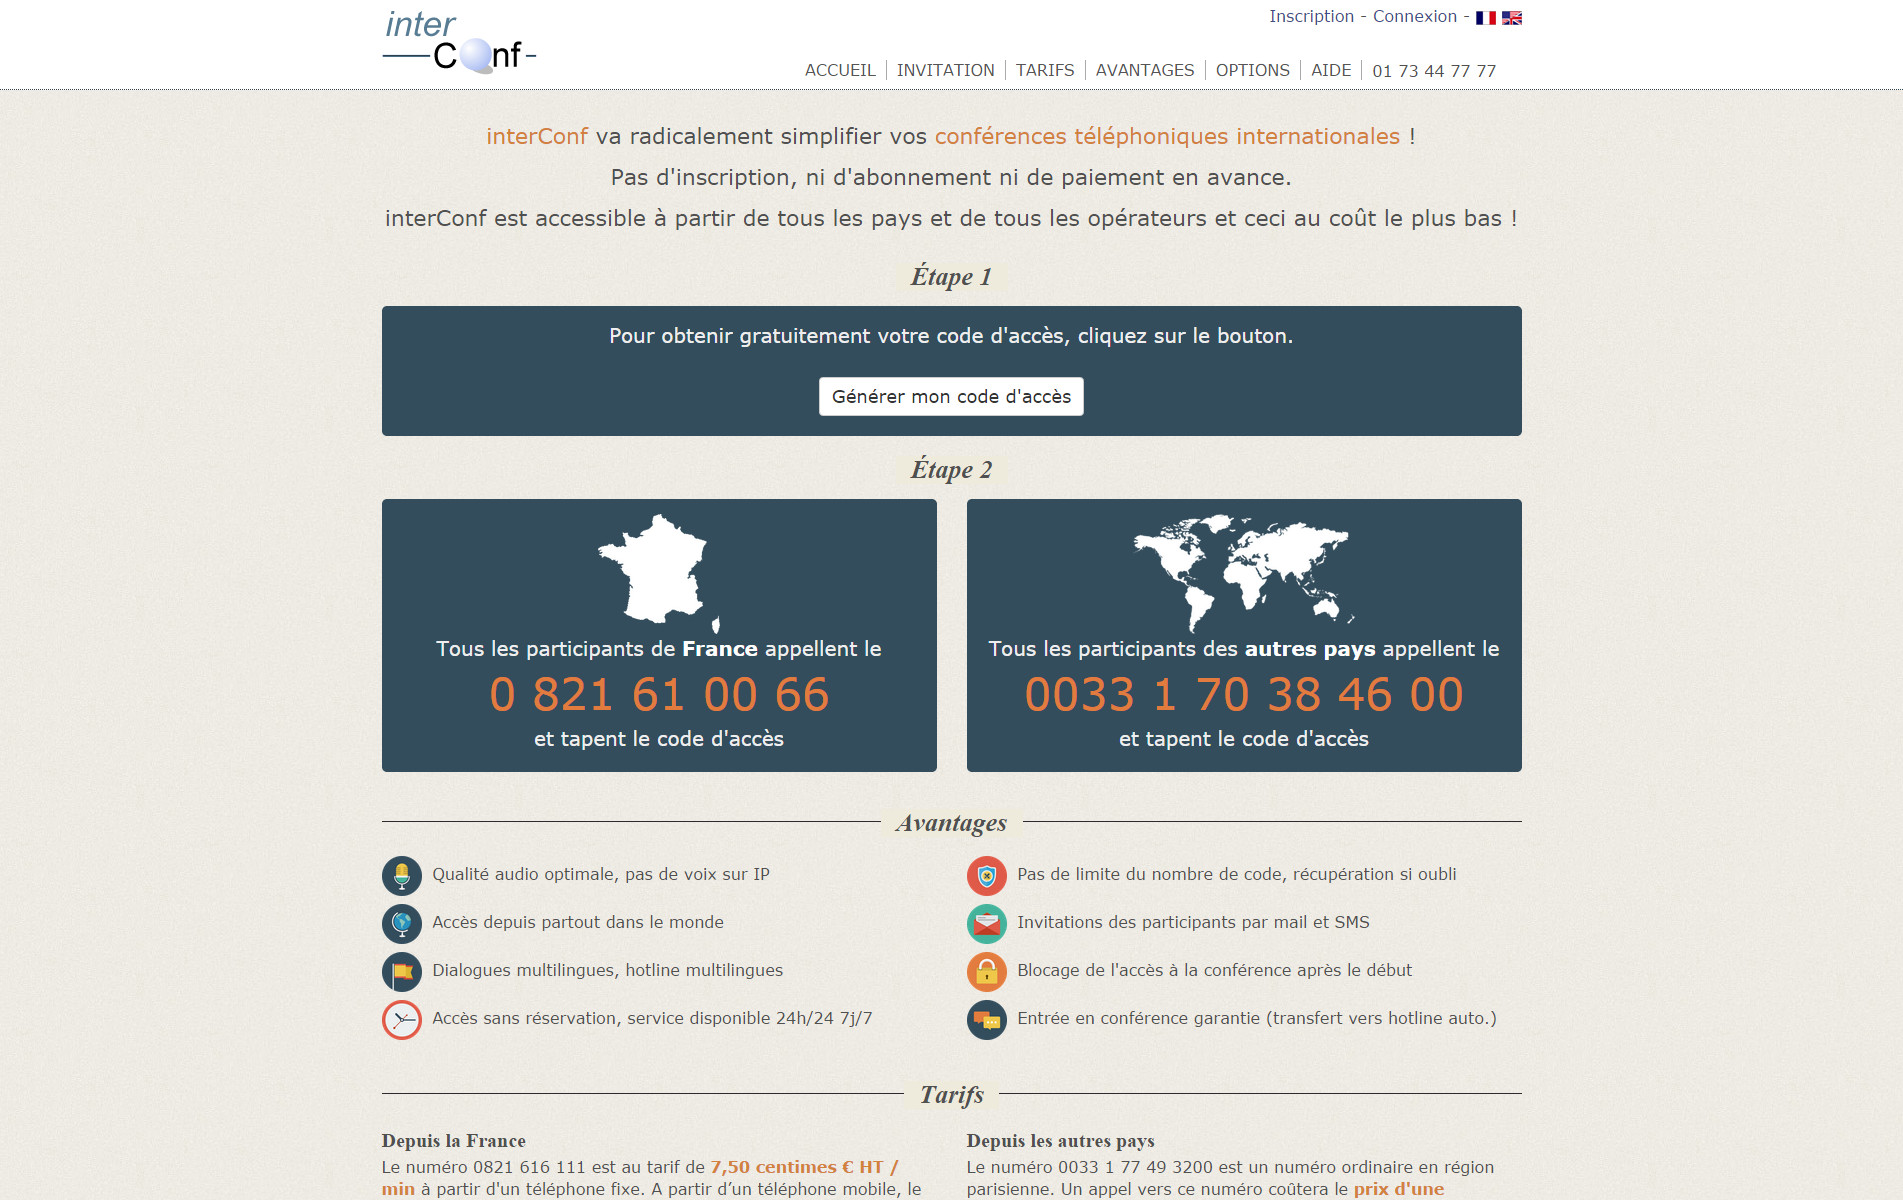 inter
Conf
Inscription - Connexion -
ACCUEIL INVITATION TARIFS AVANTAGES OPTIONS AIDE 01 73 44 77 77
interConf va radicalement simplifier vos conférences téléphoniques internationales !
Pas d'inscription, ni d'abonnement ni de paiement en avance.
interConf est accessible à partir de tous les pays et de tous les opérateurs et ceci au coût le plus bas !
Étape 1
Pour obtenir gratuitement votre code d'accès, cliquez sur le bouton.
Générer mon code d'accès
Étape 2
Tous les participants de France appellent le
0 821 61 00 66
et tapent le code d'accès
Tous les participants des autres pays appellent le
0033 1 70 38 46 00
et tapent le code d'accès
Avantages
Qualité audio optimale, pas de voix sur IP
Accès depuis partout dans le monde
Dialogues multilingues, hotline multilingues
Accès sans réservation, service disponible 24h/24 7j/7
Pas de limite du nombre de code, récupération si oubli
Invitations des participants par mail et SMS
Blocage de l'accès à la conférence après le début
Entrée en conférence garantie (transfert vers hotline auto.)
Tarifs
Depuis la France
Le numéro 0821 616 111 est au tarif de 7,50 centimes € HT /
min à partir d'un téléphone fixe. A partir d’un téléphone mobile, le
Depuis les autres pays
Le numéro 0033 1 77 49 3200 est un numéro ordinaire en région
parisienne. Un appel vers ce numéro coûtera le prix d'une